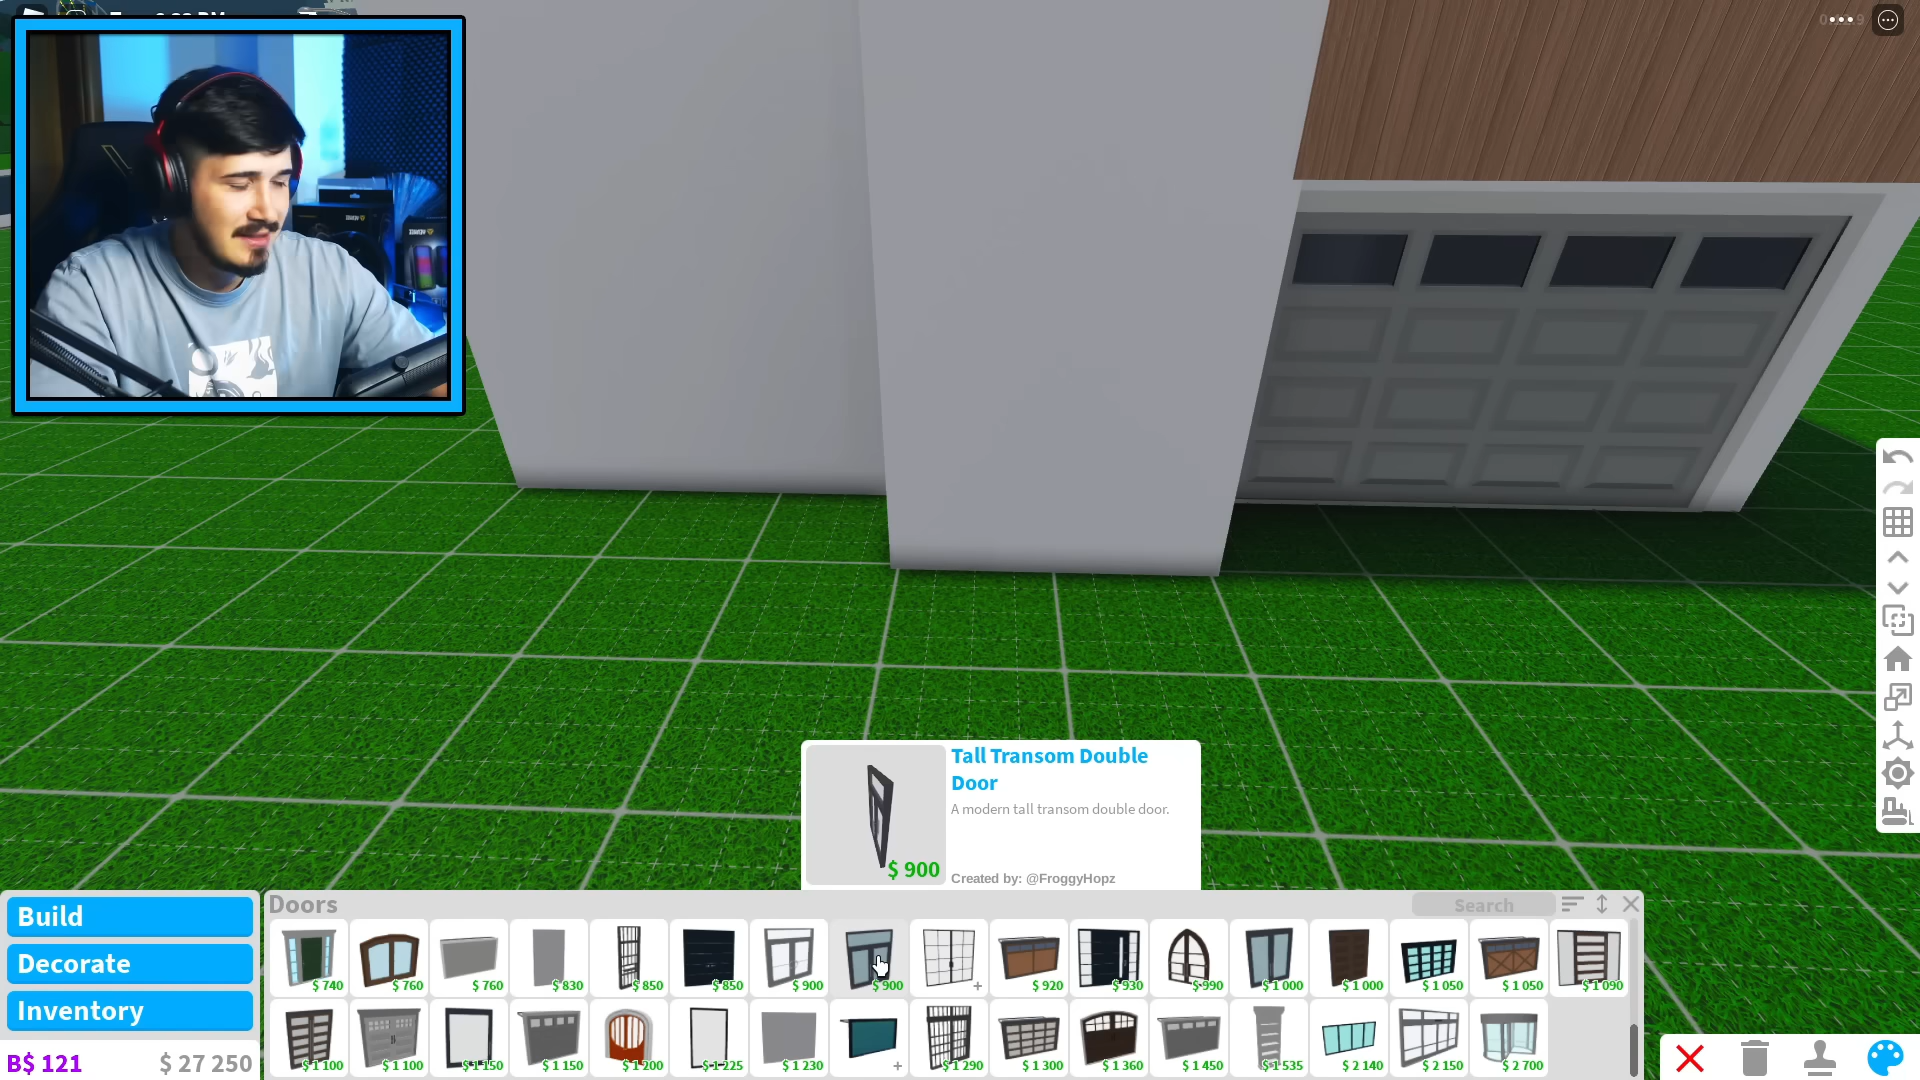 Tall Transom Double
Door
A modern tall transom double door.
$ 900
Created by: @FroggyHopz
Build
Decorate
Inventory
B$ 121
$ 27 250
Doors
Search
$ 740
$ 760
$ 760
$ 830
$ 850
$ 850
$ 900
$ 900
+
$ 920
$ 930
$ 990
$ 1 000
$ 1 000
$ 1 050
$ 1 050
$ 1 090
$ 1 100
$ 1 100
$ 1 150
$ 1 150
$ 1 200
$ 1 225
$ 1 230
+
$ 1 290
$ 1 300
$ 1 360
$ 1 450
$ 1 535
$ 2 140
$ 2 150
$ 2 700